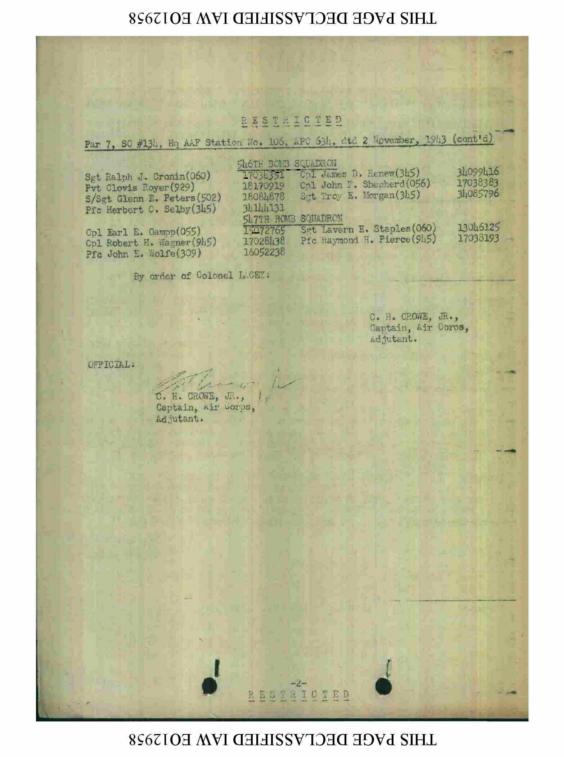 THIS PAGE DECLASSIFIED IAW EO12958
RESTRICTED
Par 7, SO #134, Hq AAF Station No. 106, APO 634, dtd 2 November, 1943 (cont'd)
546TH BOMB SQUADRON
Sgt Ralph J. Cronin(060) 17038351 Cpl James D. Renew(345) 34099416
Pvt Clovis Royer(929) 18170919 Cpl John F. Shepherd(056) 17038383
S/Sgt Glenn E. Peters(502) 18084878 Sgt Troy E. Morgan(345) 34085796
Pfc Herbert C. Selby(345) 34144131
547TH BOMB SQUADRON
Cpl Earl E. Gampp(055) Sgt Lavern E. Staples(060) 13046125
Cpl Robert H. Wagner(945) 17028438 Pfc Raymond H. Pierce(945) 17038193
Pfc John E. Wolfe(309) 16052238
By order of Colonel LACEY:
C. H. CROWE, JR.,
Captain, Air Corps,
Adjutant.
OFFICIAL:
C. H. CROWE, JR.,
Captain, Air Corps,
Adjutant.
-2-
RESTRICTED
THIS PAGE DECLASSIFIED IAW EO12958